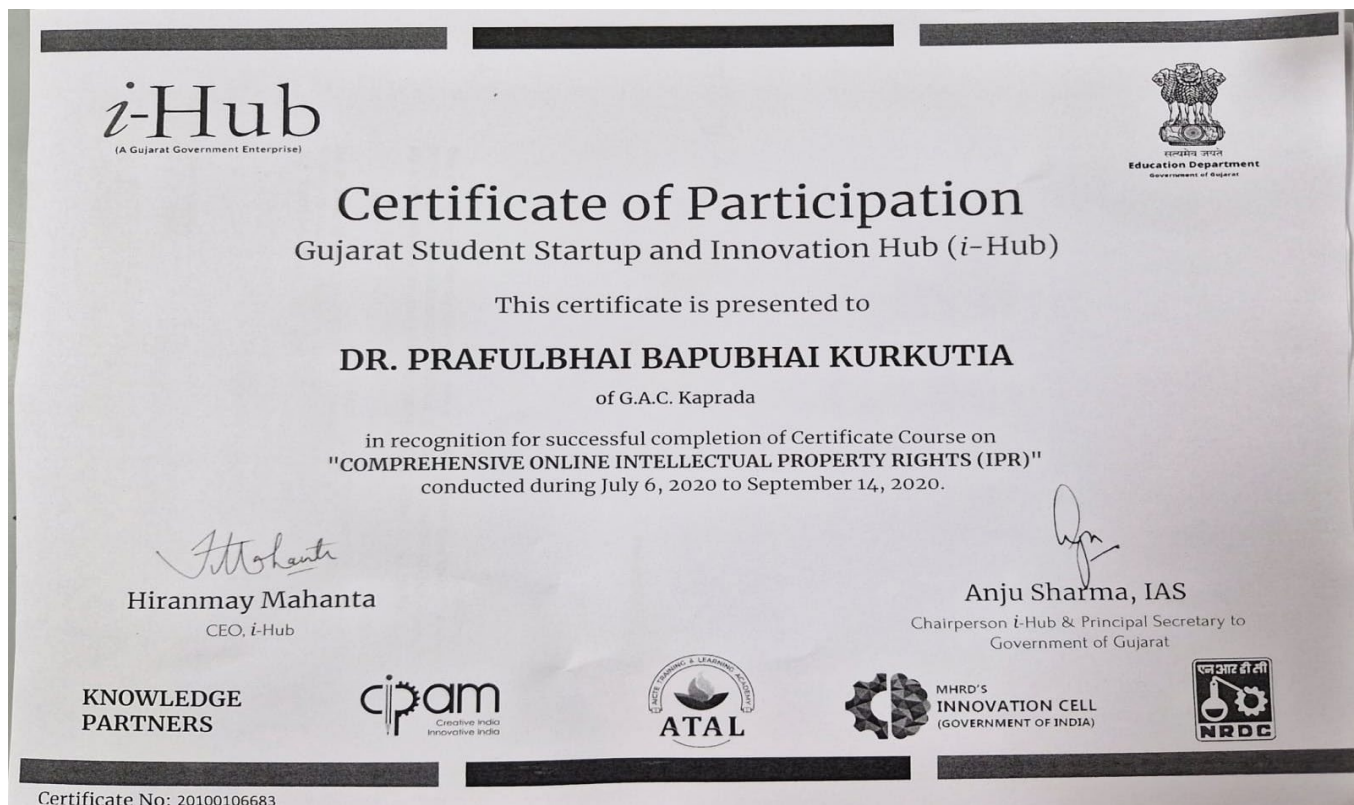 i-Hub
(A Gujarat Government Enterprise)
सत्यमेव जयते
Education Department
Government of Gujarat
Certificate of Participation
Gujarat Student Startup and Innovation Hub (i-Hub)
This certificate is presented to
DR. PRAFULBHAI BAPUBHAI KURKUTIA
of G.A.C. Kaprada
in recognition for successful completion of Certificate Course on
"COMPREHENSIVE ONLINE INTELLECTUAL PROPERTY RIGHTS (IPR)"
conducted during July 6, 2020 to September 14, 2020.
Hiranmay Mahanta
CEO, i-Hub
Anju Sharma, IAS
Chairperson i-Hub & Principal Secretary to
Government of Gujarat
KNOWLEDGE
PARTNERS
cipam
Creative India
Innovative India
AICTE TRAINING & LEARNING ACADEMY
ATAL
MHRD'S
INNOVATION CELL
(GOVERNMENT OF INDIA)
एन आर डी सी
NRDC
Certificate No: 20100106683